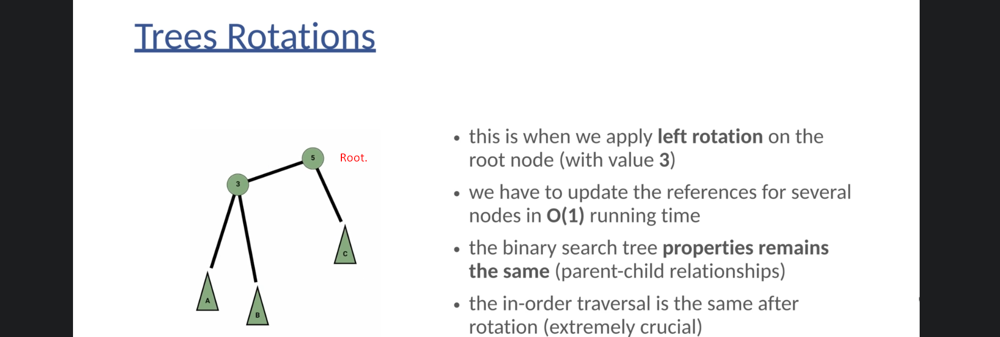 Trees Rotations
5
Root.
3
C
A
B
• this is when we apply left rotation on the
root node (with value 3)
• we have to update the references for several
nodes in O(1) running time
• the binary search tree properties remains
the same (parent-child relationships)
• the in-order traversal is the same after
rotation (extremely crucial)